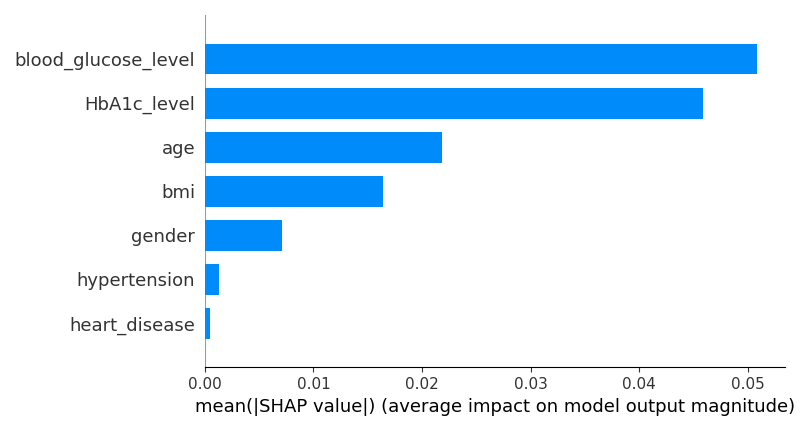 blood_glucose_level
HbA1c_level
age
bmi
gender
hypertension
heart_disease
0.00 0.01 0.02 0.03 0.04 0.05
mean(|SHAP value|) (average impact on model output magnitude)